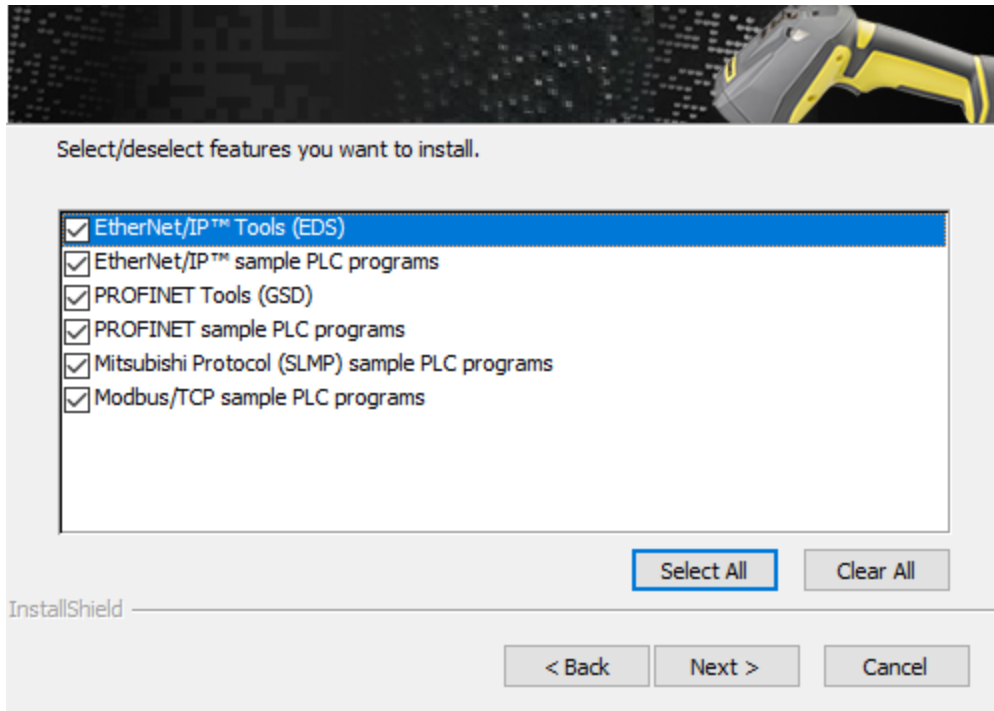 Select/deselect features you want to install.
EtherNet/IP™ Tools (EDS)
EtherNet/IP™ sample PLC programs
PROFINET Tools (GSD)
PROFINET sample PLC programs
Mitsubishi Protocol (SLMP) sample PLC programs
Modbus/TCP sample PLC programs
Select All
Clear All
InstallShield
< Back
Next >
Cancel